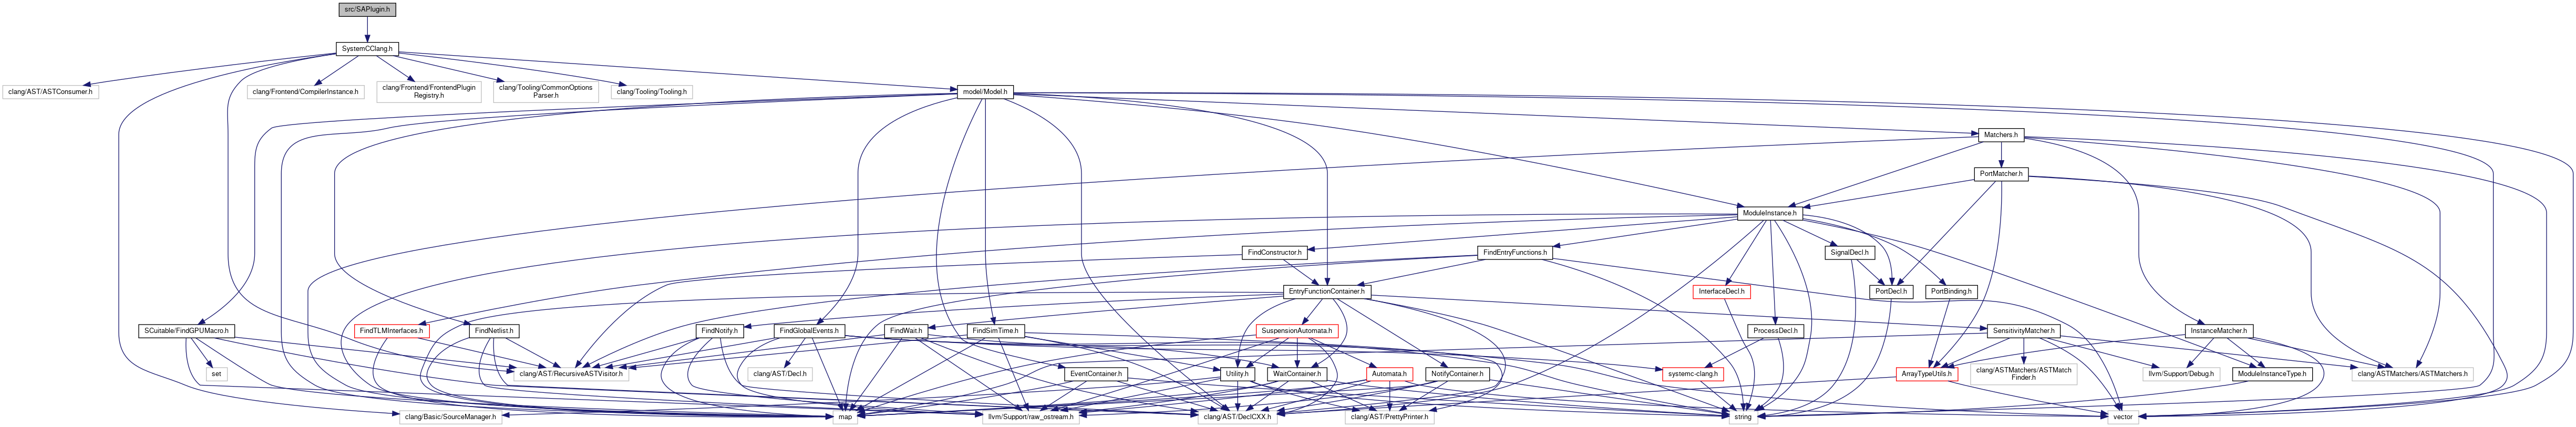 src/SAPlugin.h
SystemCClang.h
clang/AST/ASTConsumer.h
clang/Frontend/CompilerInstance.h
clang/Frontend/FrontendPlugin
Registry.h
clang/Tooling/CommonOptions
Parser.h
clang/Tooling/Tooling.h
model/Model.h
Matchers.h
PortMatcher.h
ModuleInstance.h
FindConstructor.h
FindEntryFunctions.h
SignalDecl.h
InterfaceDecl.h
EntryFunctionContainer.h
PortDecl.h
PortBinding.h
SCuitable/FindGPUMacro.h
FindTLMInterfaces.h
FindNetlist.h
FindNotify.h
FindGlobalEvents.h
FindWait.h
FindSimTime.h
SuspensionAutomata.h
ProcessDecl.h
SensitivityMatcher.h
InstanceMatcher.h
set
clang/AST/RecursiveASTVisitor.h
clang/AST/Decl.h
EventContainer.h
Utility.h
WaitContainer.h
Automata.h
NotifyContainer.h
systemc-clang.h
ArrayTypeUtils.h
clang/ASTMatchers/ASTMatch
Finder.h
llvm/Support/Debug.h
ModuleInstanceType.h
clang/ASTMatchers/ASTMatchers.h
clang/Basic/SourceManager.h
map
llvm/Support/raw_ostream.h
clang/AST/DeclCXX.h
clang/AST/PrettyPrinter.h
string
vector